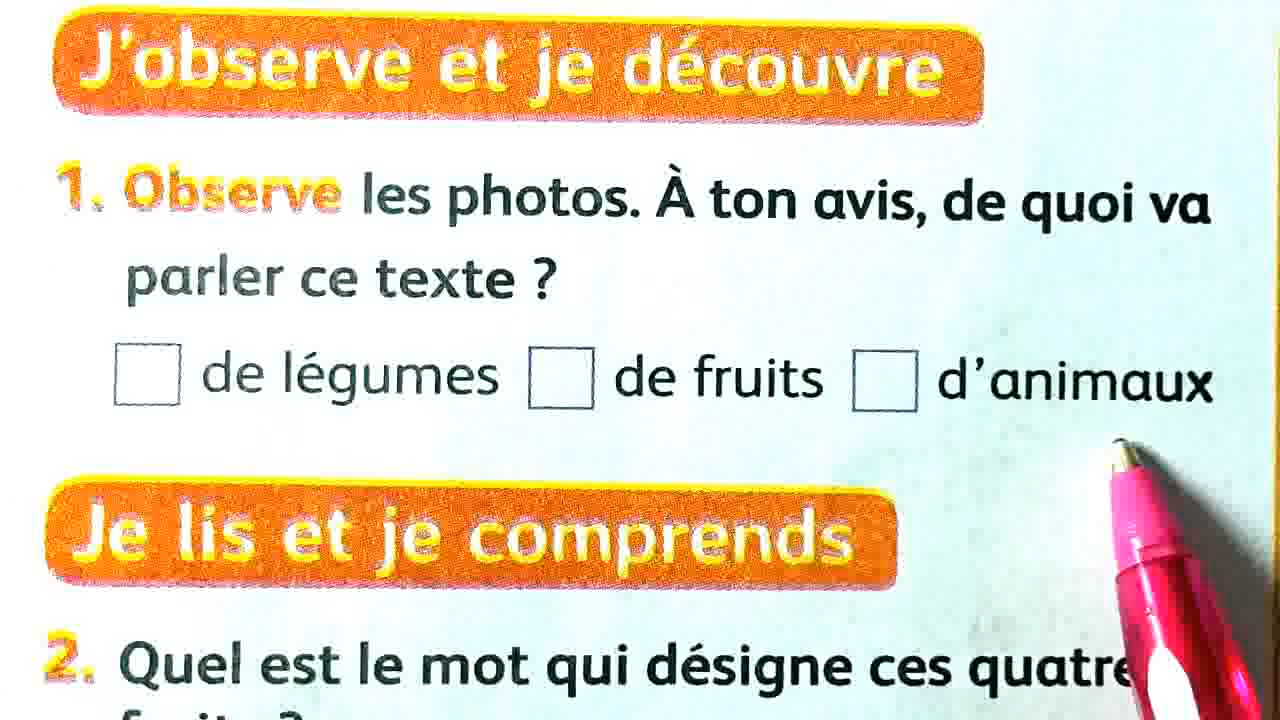 J'observe et je découvre
1. Observe les photos. À ton avis, de quoi va
parler ce texte ?
de légumes de fruits d'animaux
Je lis et je comprends
2. Quel est le mot qui désigne ces quatre